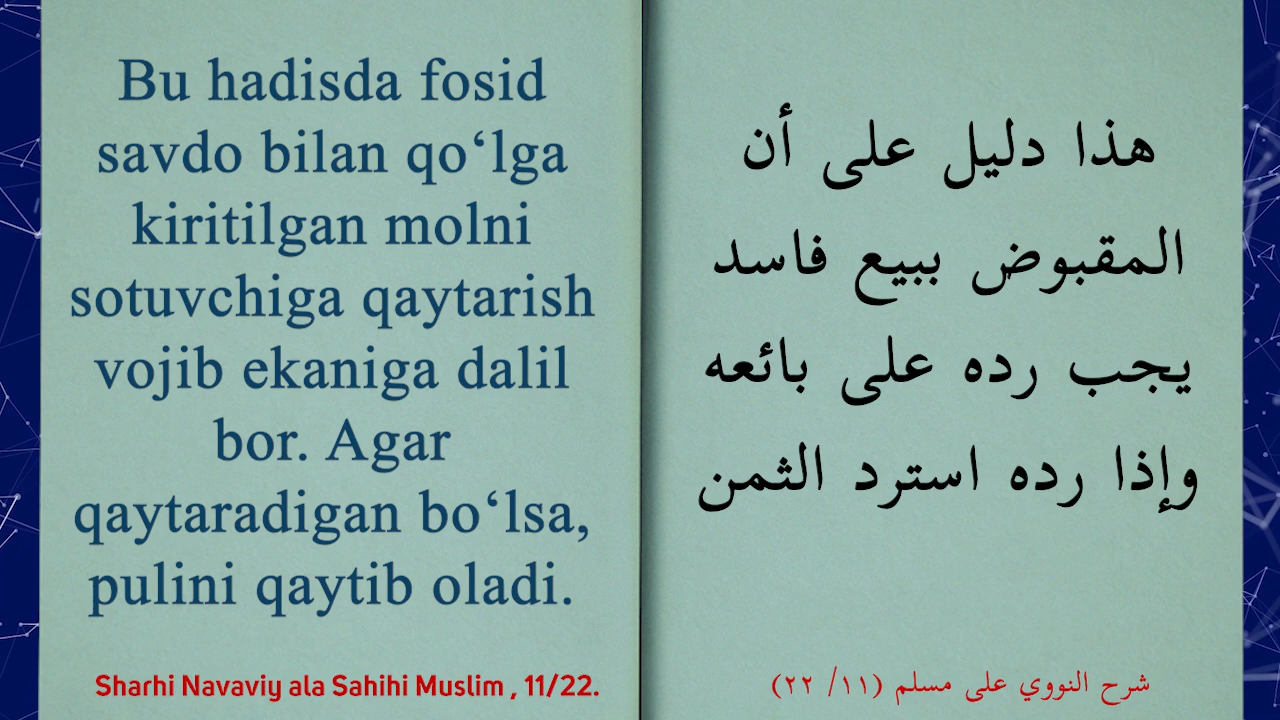 Bu hadisda fosid
savdo bilan qo‘lga
kiritilgan molni
sotuvchiga qaytarish
vojib ekaniga dalil
bor. Agar
qaytaradigan bo‘lsa,
pulini qaytib oladi.
Sharhi Navaviy ala Sahihi Muslim , 11/22.
هذا دليل على أن
المقبوض ببيع فاسد
يجب رده على بائعه
وإذا رده استرد الثمن
شرح النووي على مسلم (١١/ ٢٢)